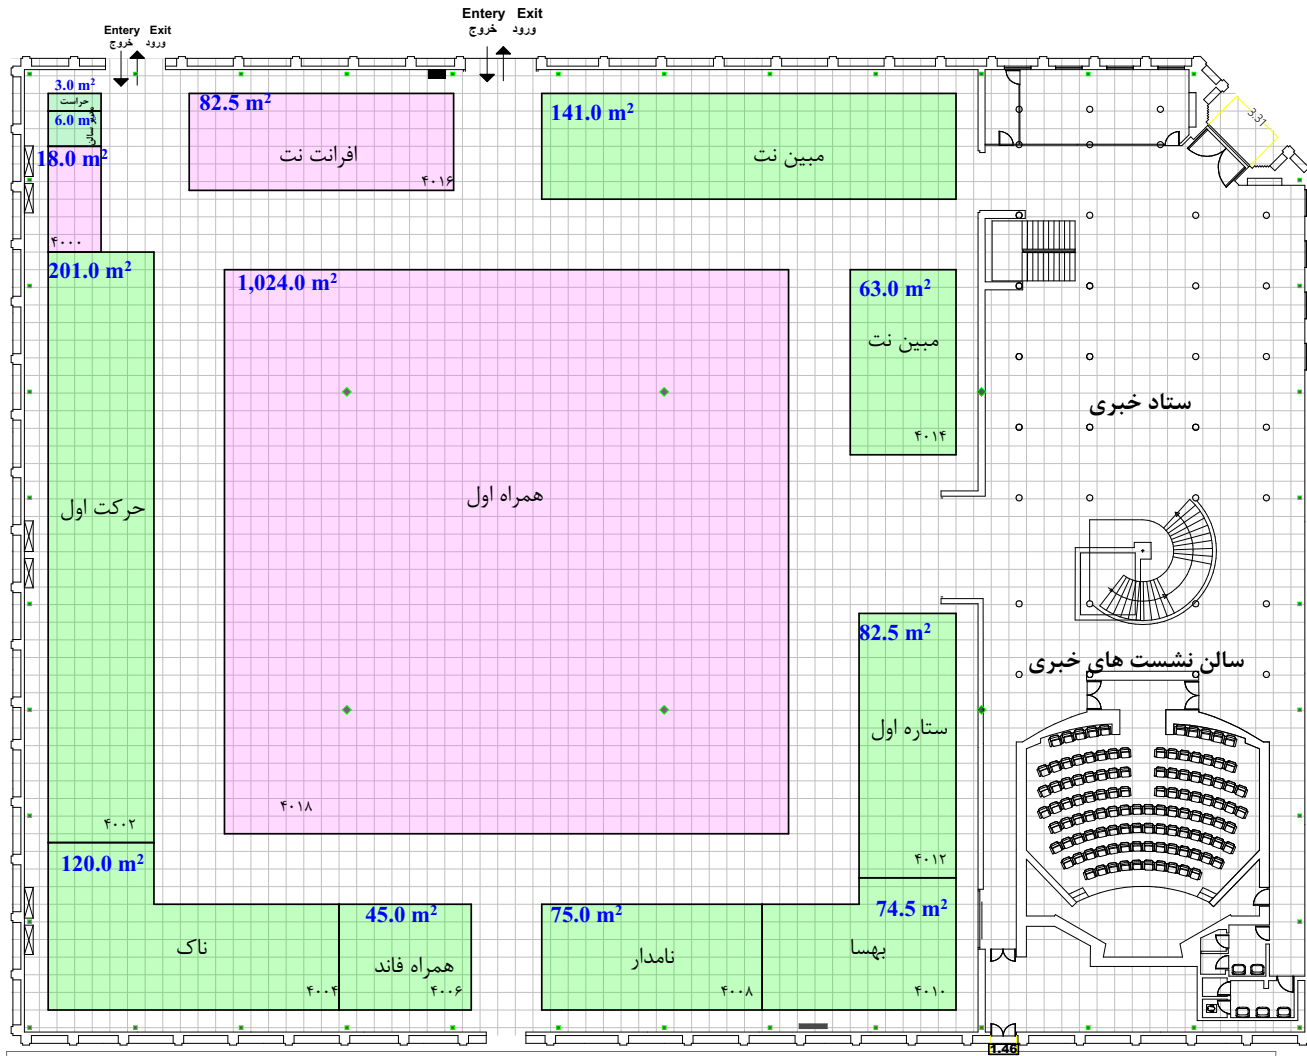 Entery Exit
خروج ورود
Entery Exit
خروج ورود
3.0 m²
حراست
6.0 m²
مدیر سالن
18.0 m²
۴۰۰۰
82.5 m²
افرانت نت
۴۰۱۶
141.0 m²
مبین نت
3.31
201.0 m²
حرکت اول
۴۰۰۲
1,024.0 m²
همراه اول
۴۰۱۸
63.0 m²
مبین نت
۴۰۱۴
ستاد خبری
سالن نشست های خبری
82.5 m²
ستاره اول
۴۰۱۲
120.0 m²
ناک
۴۰۰۴
45.0 m²
همراه فاند
۴۰۰۶
75.0 m²
نامدار
۴۰۰۸
74.5 m²
بهسا
۴۰۱۰
1.46